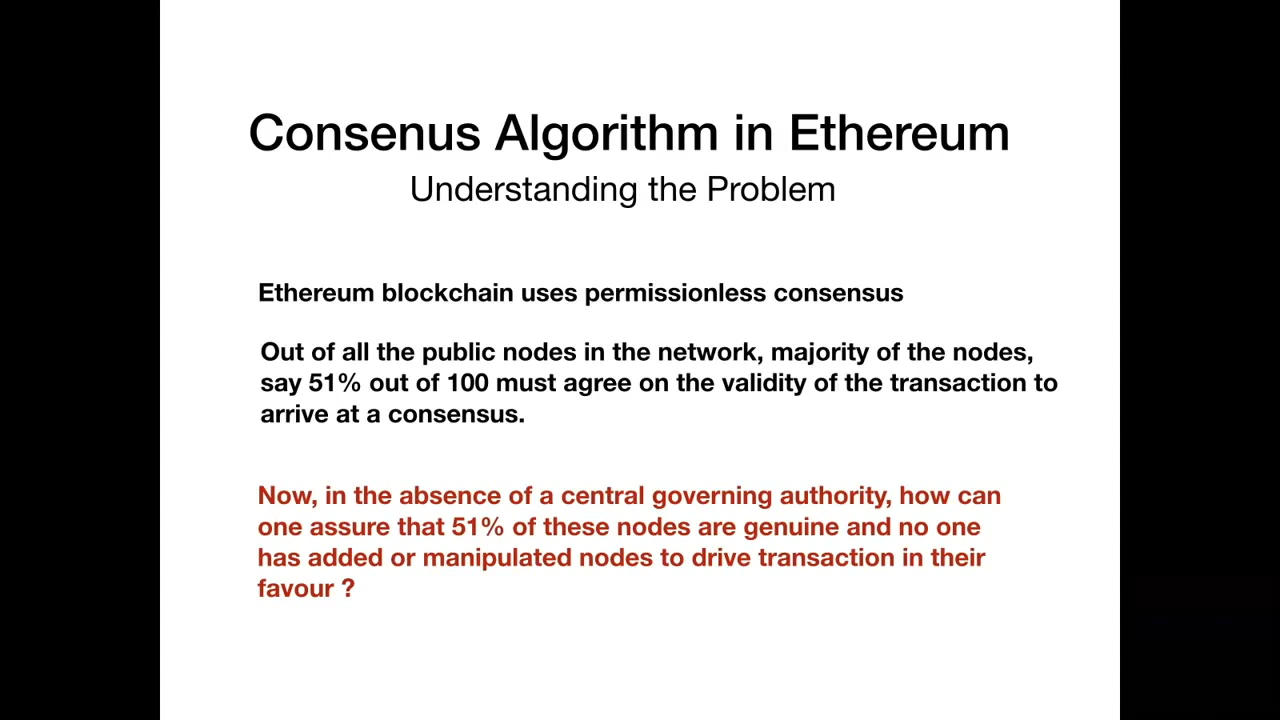 Consenus Algorithm in Ethereum
Understanding the Problem
Ethereum blockchain uses permissionless consensus
Out of all the public nodes in the network, majority of the nodes,
say 51% out of 100 must agree on the validity of the transaction to
arrive at a consensus.
Now, in the absence of a central governing authority, how can
one assure that 51% of these nodes are genuine and no one
has added or manipulated nodes to drive transaction in their
favour ?